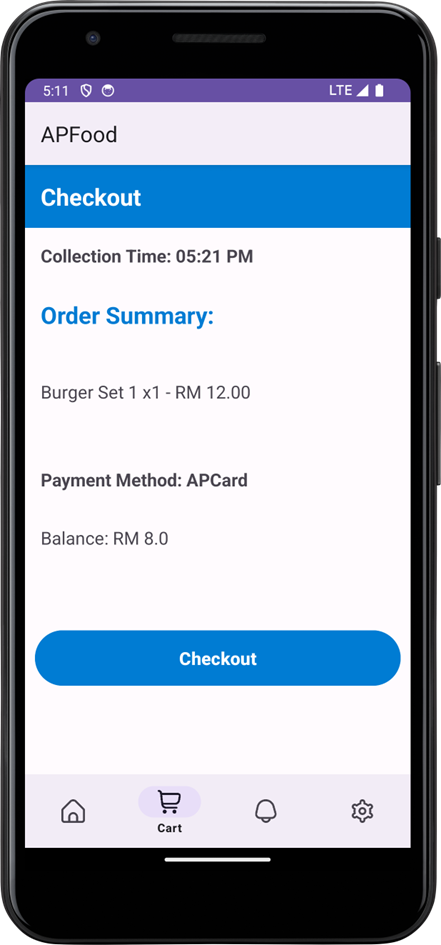 5:11 LTE
APFood
Checkout
Collection Time: 05:21 PM
Order Summary:
Burger Set 1 x1 - RM 12.00
Payment Method: APCard
Balance: RM 8.0
Checkout
Cart